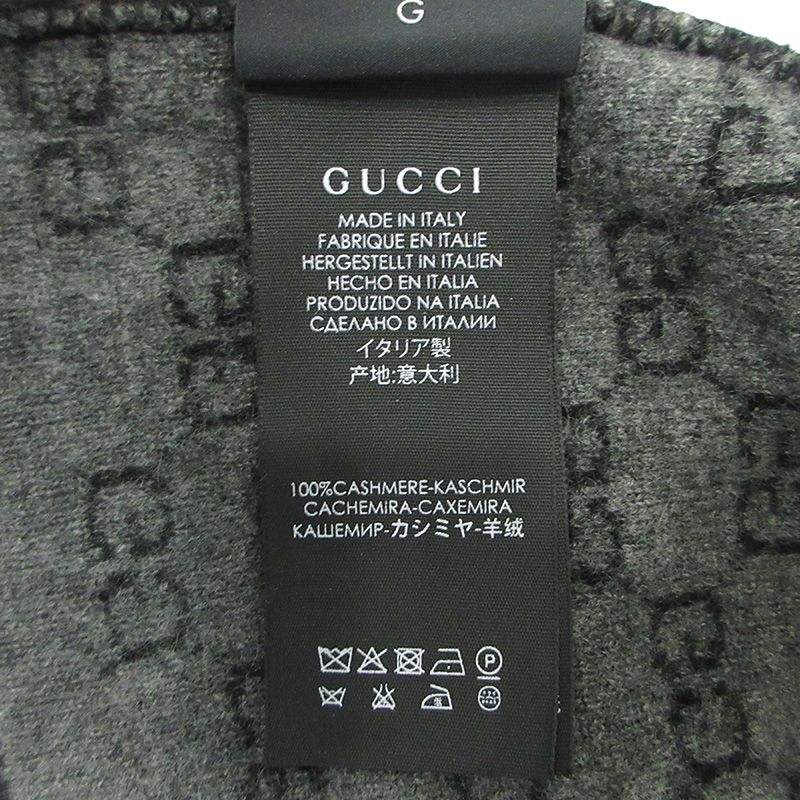 G
GUCCI
MADE IN ITALY
FABRIQUE EN ITALIE
HERGESTELLT IN ITALIEN
HECHO EN ITALIA
PRODUZIDO NA ITALIA
СДЕЛАНО В ИТАЛИИ
イタリア製
产地:意大利
100%CASHMERE-KASCHMIR
CACHEMiRA-CAXEMIRA
КАШЕМИР-カシミヤ-羊绒
P